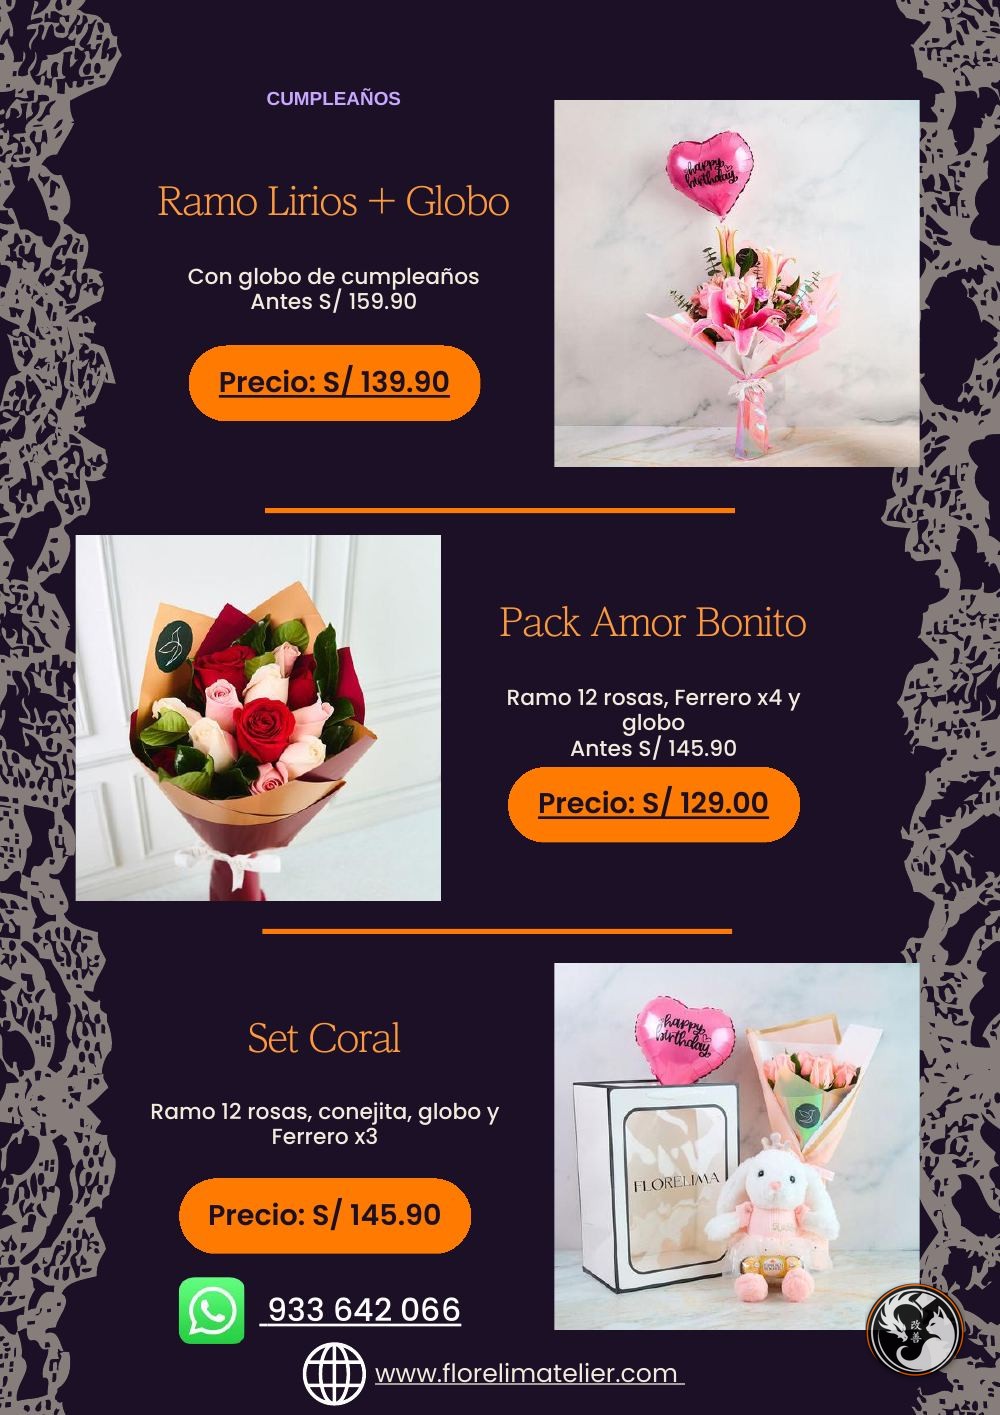 CUMPLEAÑOS
Ramo Lirios + Globo
Con globo de cumpleaños
Antes S/ 159.90
Precio: S/ 139.90
happy
birthday
Pack Amor Bonito
Ramo 12 rosas, Ferrero x4 y
globo
Antes S/ 145.90
Precio: S/ 129.00
Set Coral
Ramo 12 rosas, conejita, globo y
Ferrero x3
Precio: S/ 145.90
happy
birthday
FLORELIMA
933 642 066
www.florelimatelier.com
改
善